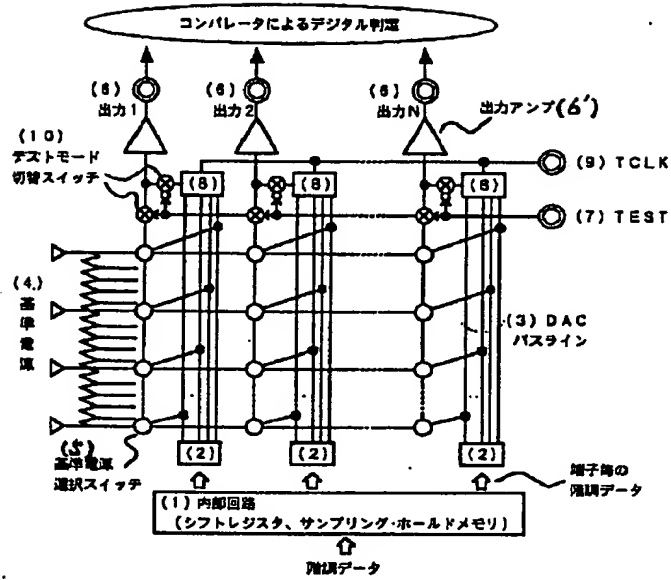 コンパレータによるデジタル判定
(6) (6) (6)
出力1 出力2 出力N
出力アンプ(6')
(10)
テストモード
切替スイッチ
(8) (8) (8)
(9) TCLK
(7) TEST
(4)
基
準
電
源
(3) DAC
バスライン
(5)
基準電源
選択スイッチ
(2) (2) (2)
端子毎の
階調データ
(1) 内部回路
(シフトレジスタ、サンプリング・ホールドメモリ)
階調データ